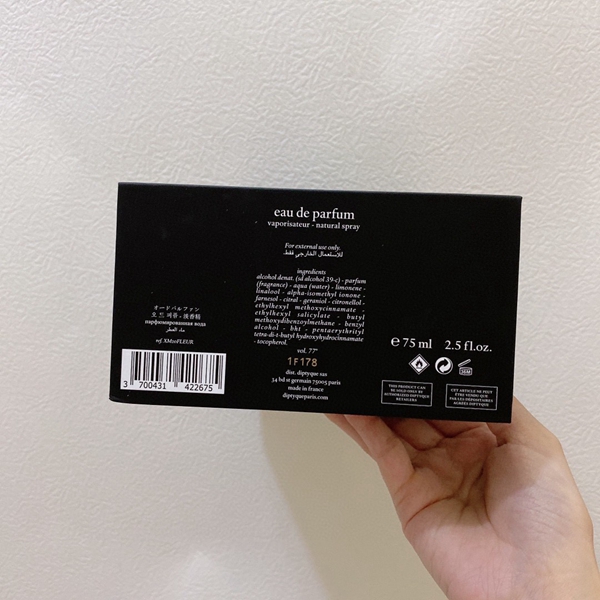 eau de parfum
vaporisateur - natural spray
For external use only.
للاستعمال الخارجي فقط.
ingredients
alcohol denat. (sd alcohol 39-c) - parfum
(fragrance) - aqua (water) - limonene -
linalool - alpha-isomethyl ionone -
farnesol - citral - geraniol - citronellol -
ethylhexyl methoxycinnamate -
ethylhexyl salicylate - butyl
methoxydibenzoylmethane - benzyl
alcohol - bht - pentaerythrityl
tetra-di-t-butyl hydroxyhydrocinnamate
- tocopherol.
vol. 77°
1F178
dist. diptyque sas
34 bd st germain 75005 paris
made in france
diptyqueparis.com
オードパルファン
오 드 퍼퓸 - 淡香精
парфюмированная вода
ماء العطر
ref. XM10FLEUR
3 700431 422675
e 75 ml 2.5 fl.oz.
36M
THIS PRODUCT CAN
BE SOLD ONLY BY
AUTHORIZED DIPTYQUE
RETAILERS
CET ARTICLE NE PEUT
ÊTRE VENDU QUE
PAR LES DÉPOSITAIRES
AGRÉÉS DIPTYQUE